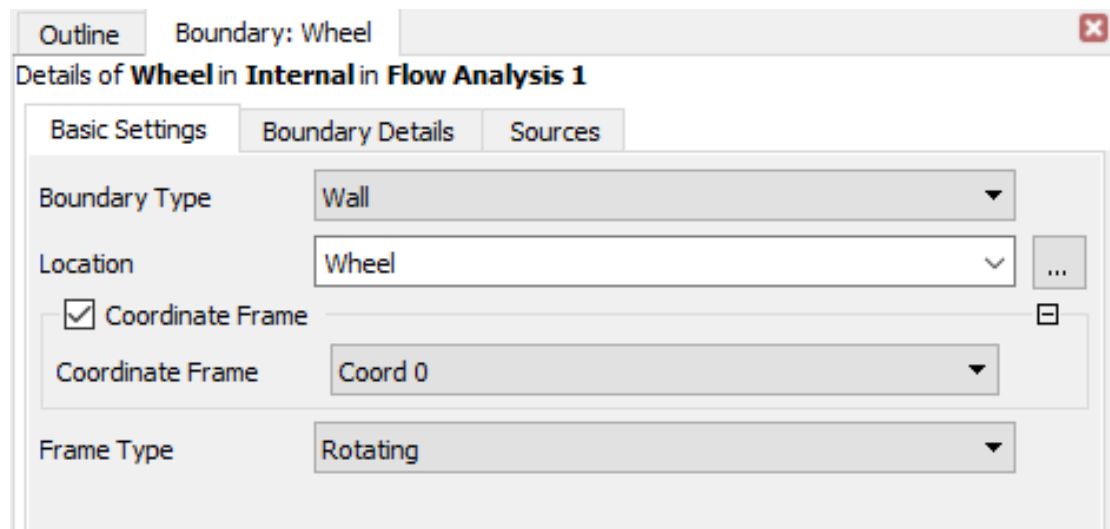 Outline Boundary: Wheel
Details of Wheel in Internal in Flow Analysis 1
Basic Settings Boundary Details Sources
Boundary Type Wall
Location Wheel ...
Coordinate Frame
Coordinate Frame Coord 0
Frame Type Rotating